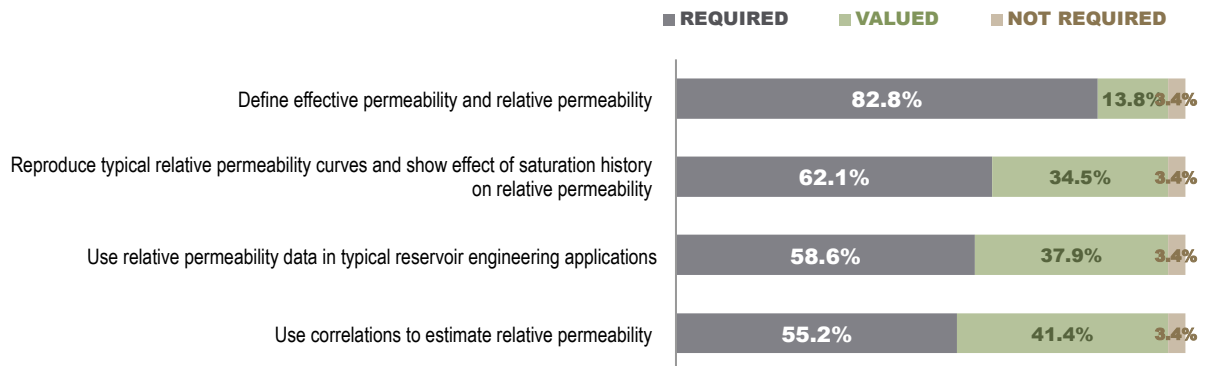 REQUIRED VALUED NOT REQUIRED
Define effective permeability and relative permeability 82.8% 13.8% 3.4%
Reproduce typical relative permeability curves and show effect of saturation history
on relative permeability 62.1% 34.5% 3.4%
Use relative permeability data in typical reservoir engineering applications 58.6% 37.9% 3.4%
Use correlations to estimate relative permeability 55.2% 41.4% 3.4%